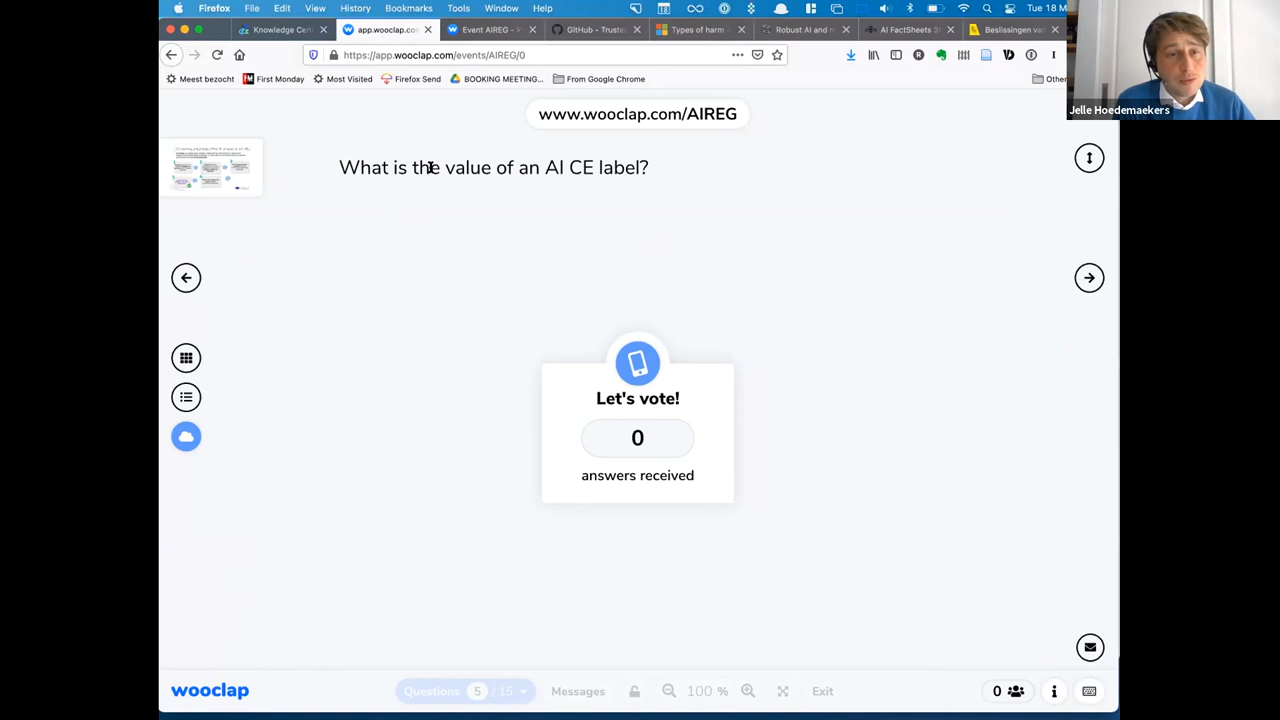 Firefox File Edit View History Bookmarks Tools Window Help Tue 18 M
Knowledge Cen
app.wooclap.co
Event AIREG - W
GitHub - Truste
Types of harm
Robust AI and r
AI FactSheets 3
Beslissingen va
https://app.wooclap.com/events/AIREG/0
Meest bezocht First Monday Most Visited Firefox Send BOOKING MEETING... From Google Chrome Other
Jelle Hoedemaekers
www.wooclap.com/AIREG
What is the value of an AI CE label?
Let's vote!
0
answers received
wooclap Questions 5 / 15 Messages 100 % Exit 0